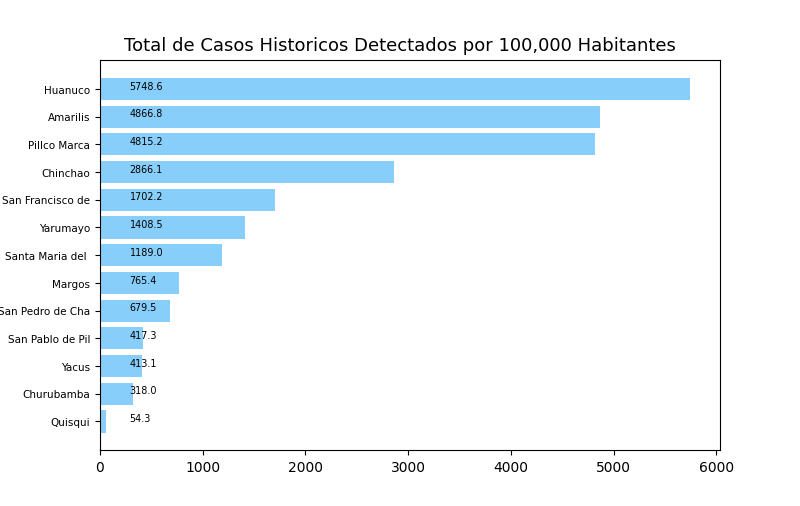 Total de Casos Historicos Detectados por 100,000 Habitantes
Huanuco 5748.6
Amarilis 4866.8
Pillco Marca 4815.2
Chinchao 2866.1
San Francisco de 1702.2
Yarumayo 1408.5
Santa Maria del 1189.0
Margos 765.4
San Pedro de Cha 679.5
San Pablo de Pil 417.3
Yacus 413.1
Churubamba 318.0
Quisqui 54.3
0 1000 2000 3000 4000 5000 6000